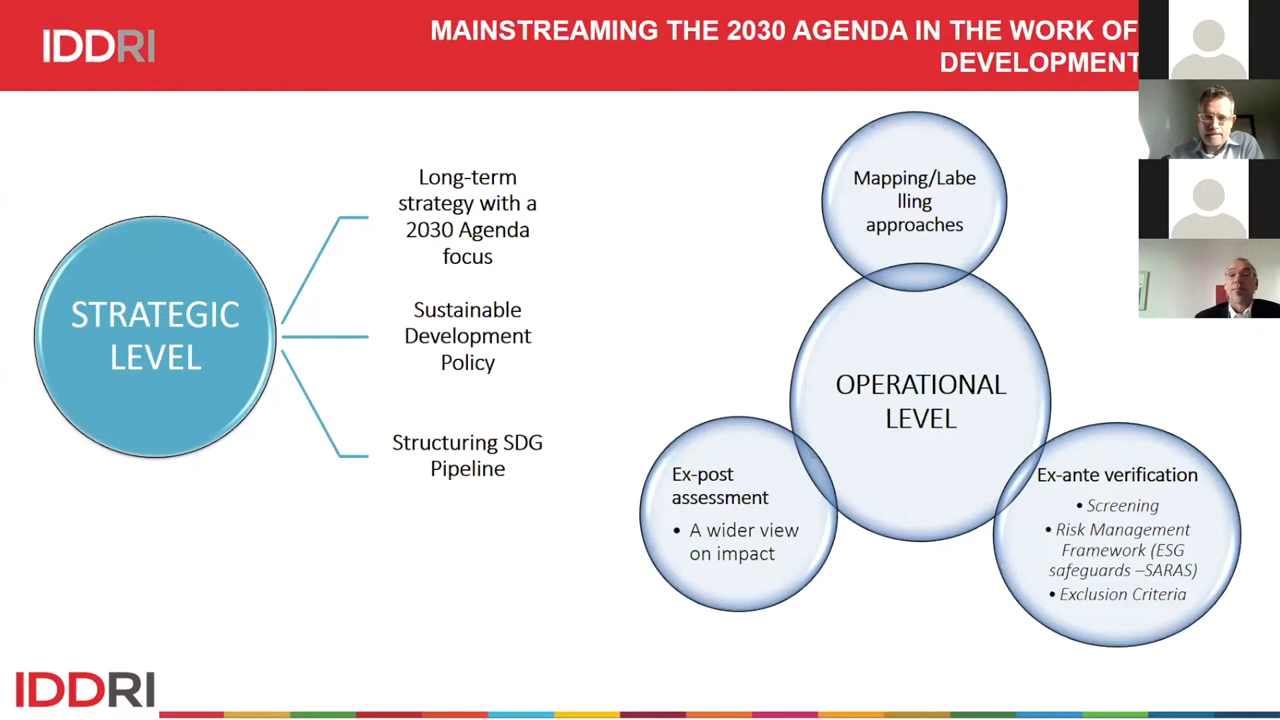 IDDRI
MAINSTREAMING THE 2030 AGENDA IN THE WORK OF
DEVELOPMENT
STRATEGIC
LEVEL
Long-term
strategy with a
2030 Agenda
focus
Sustainable
Development
Policy
Structuring SDG
Pipeline
Mapping/Labe
lling
approaches
OPERATIONAL
LEVEL
Ex-post
assessment
• A wider view
on impact
Ex-ante verification
• Screening
• Risk Management
Framework (ESG
safeguards –SARAS)
• Exclusion Criteria
IDDRI